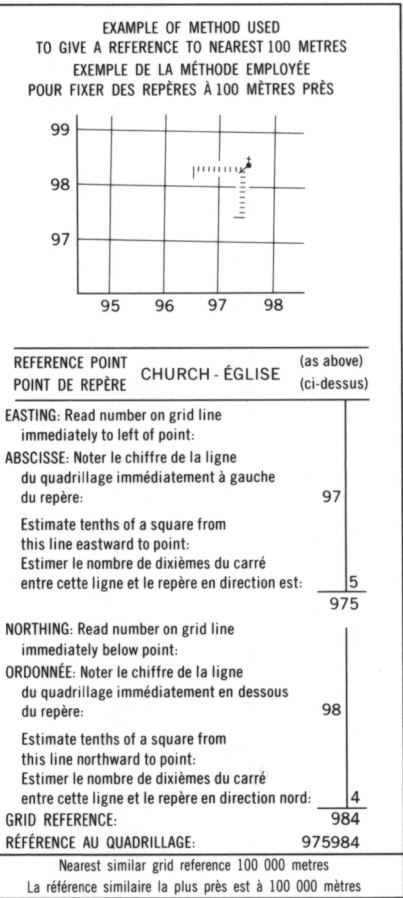 EXAMPLE OF METHOD USED
TO GIVE A REFERENCE TO NEAREST 100 METRES
EXEMPLE DE LA MÉTHODE EMPLOYÉE
POUR FIXER DES REPÈRES À 100 MÈTRES PRÈS
99
98
97
95 96 97 98
REFERENCE POINT
POINT DE REPÈRE
CHURCH - ÉGLISE
(as above)
(ci-dessus)
EASTING: Read number on grid line
immediately to left of point:
ABSCISSE: Noter le chiffre de la ligne
du quadrillage immédiatement à gauche
du repère: 97
Estimate tenths of a square from
this line eastward to point:
Estimer le nombre de dixièmes du carré
entre cette ligne et le repère en direction est: 5
975
NORTHING: Read number on grid line
immediately below point:
ORDONNÉE: Noter le chiffre de la ligne
du quadrillage immédiatement en dessous
du repère: 98
Estimate tenths of a square from
this line northward to point:
Estimer le nombre de dixièmes du carré
entre cette ligne et le repère en direction nord: 4
GRID REFERENCE: 984
RÉFÉRENCE AU QUADRILLAGE: 975984
Nearest similar grid reference 100 000 metres
La référence similaire la plus près est à 100 000 mètres